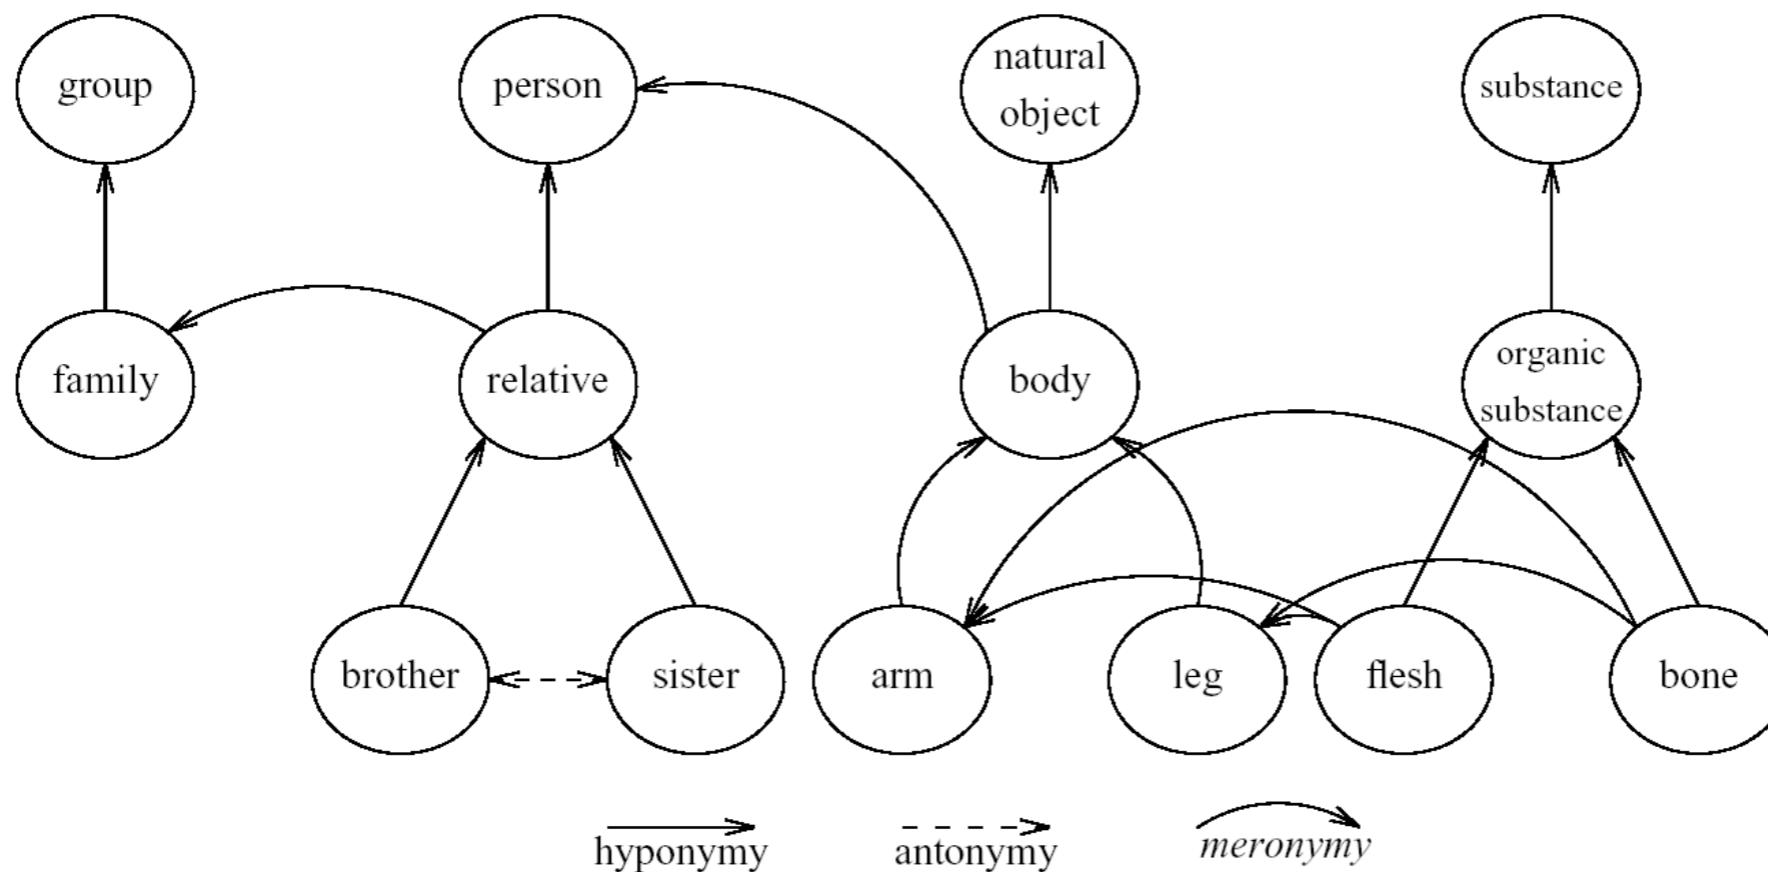 group
person
natural
object
substance
family
relative
body
organic
substance
brother
sister
arm
leg
flesh
bone
hyponymy
antonymy
meronymy